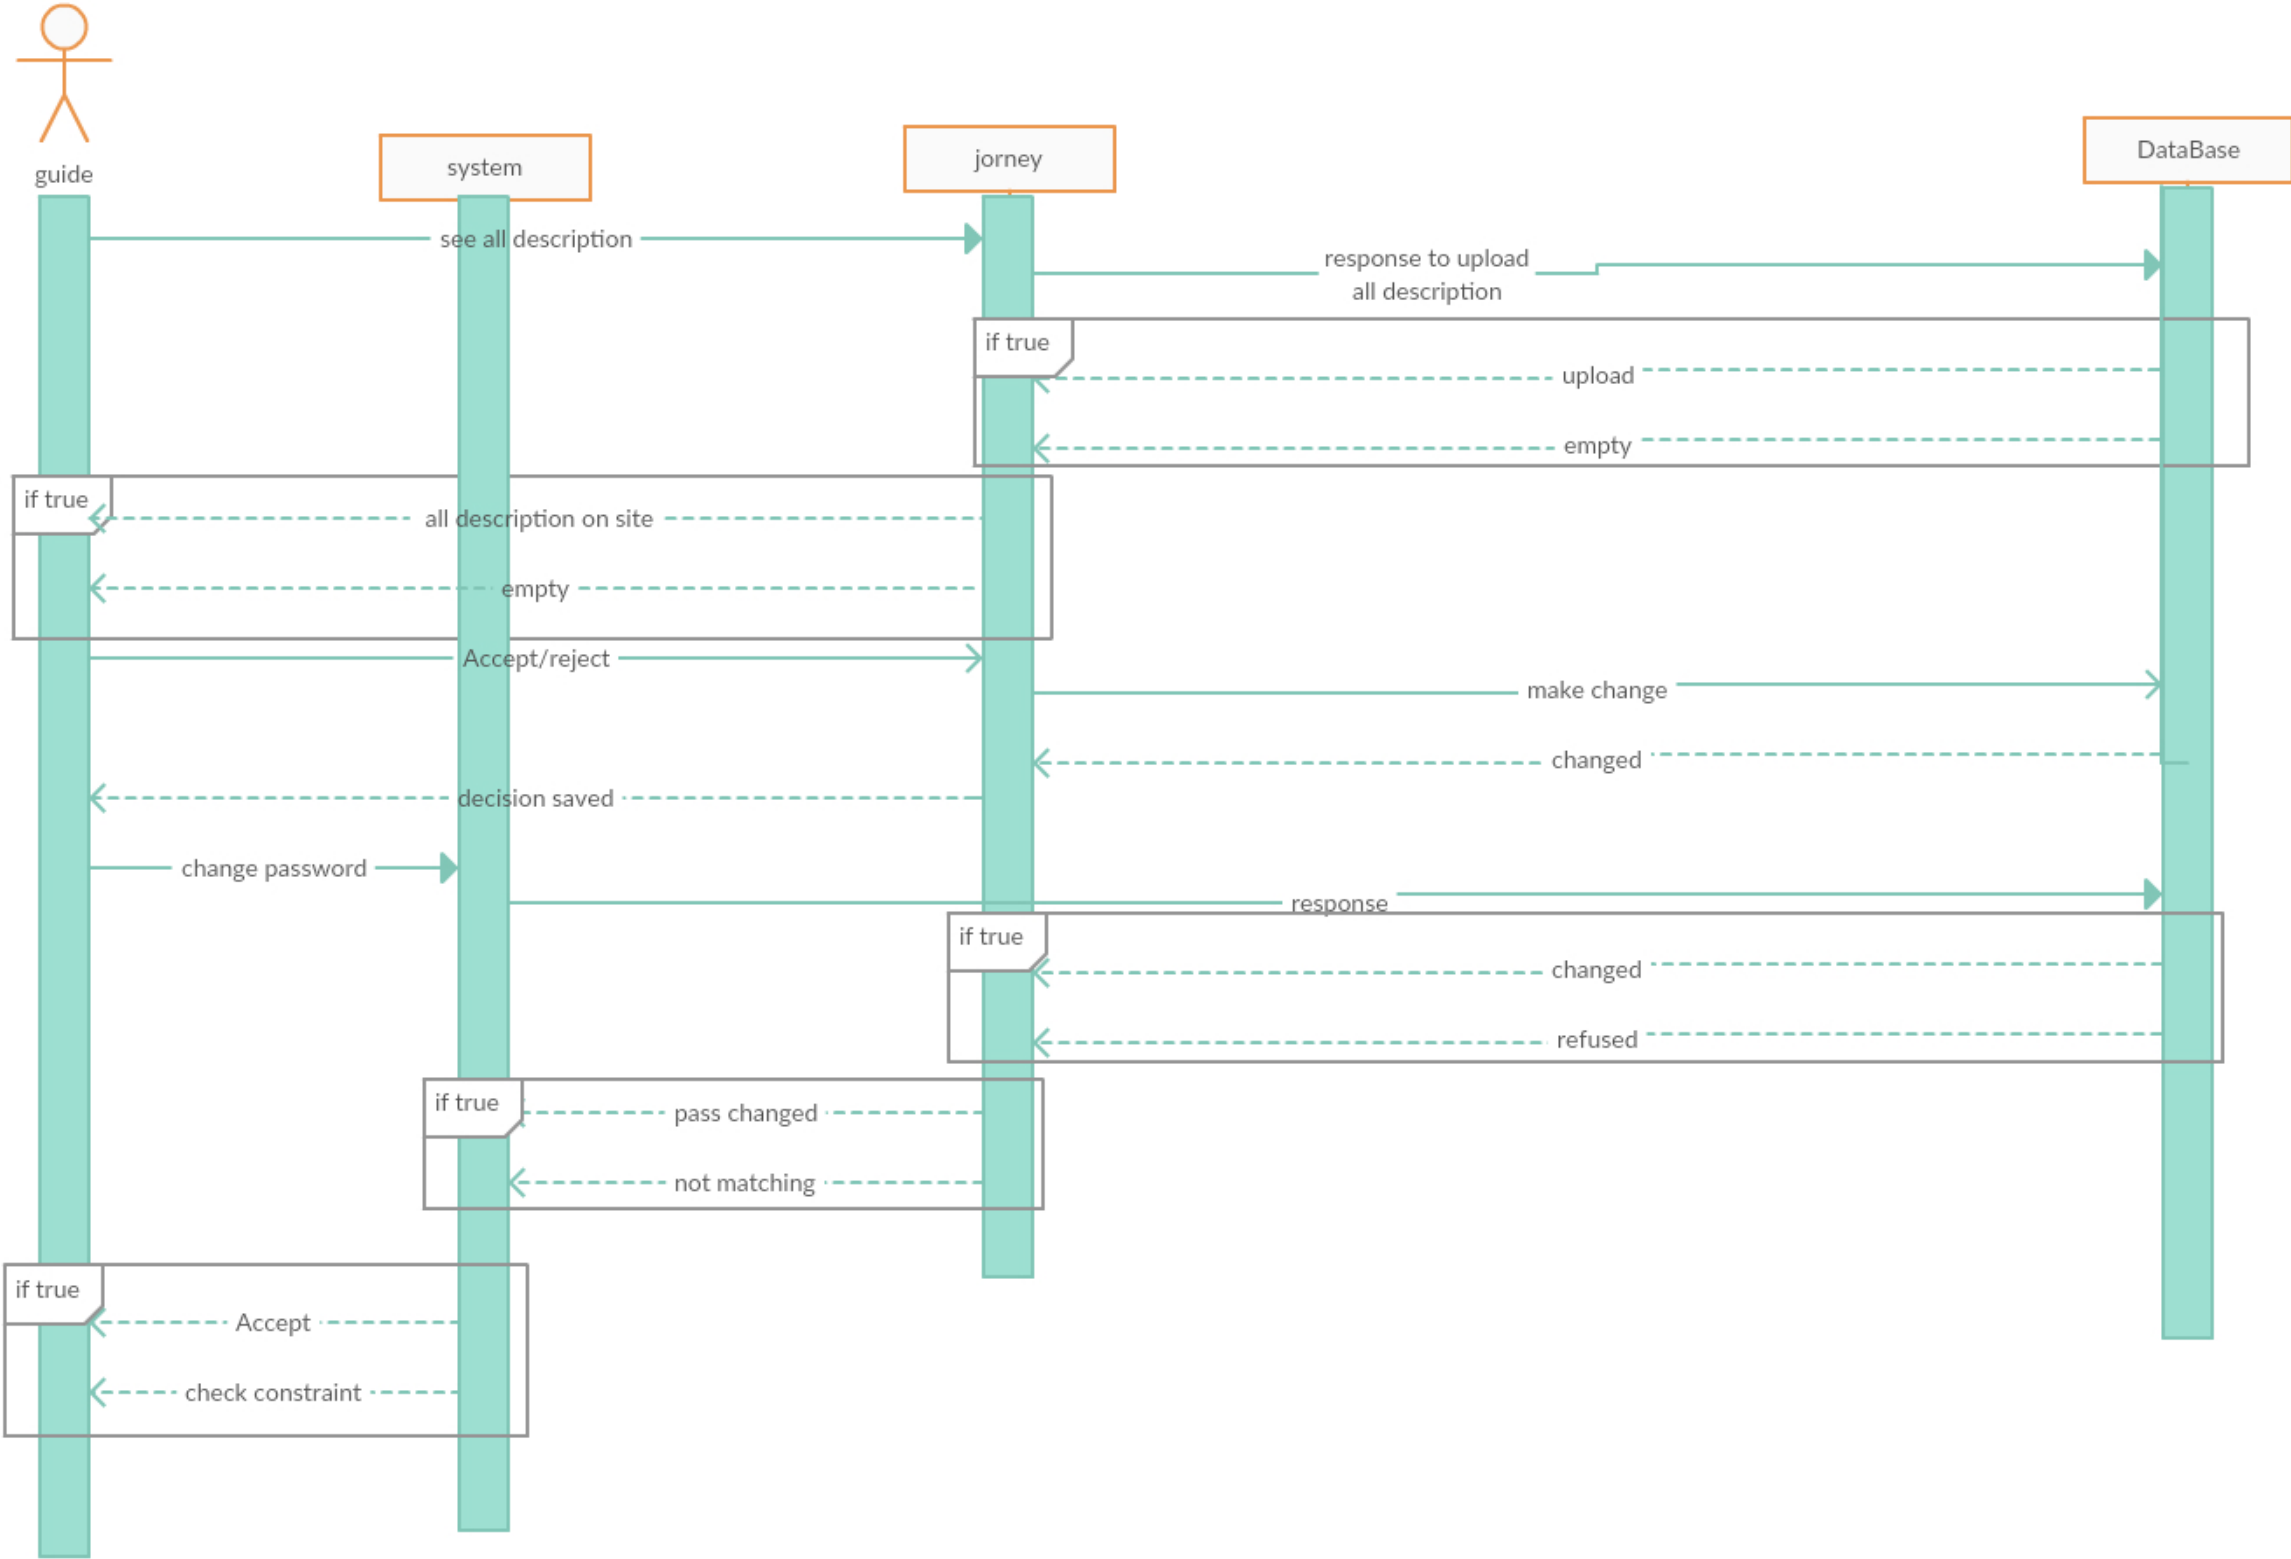 guide
system
jorney
DataBase
see all description
response to upload
all description
if true
upload
empty
if true
all description on site
empty
Accept/reject
make change
changed
decision saved
change password
response
if true
changed
refused
if true
pass changed
not matching
if true
Accept
check constraint